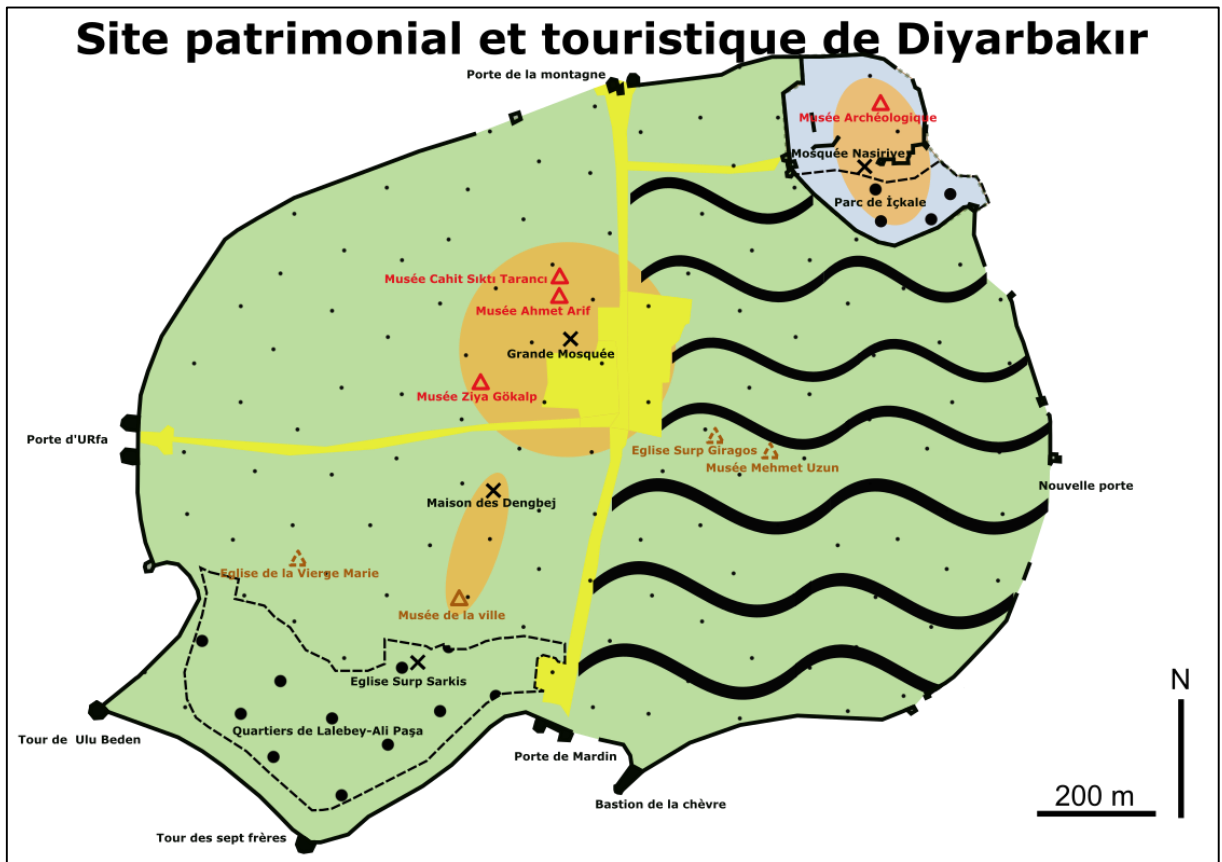 Site patrimonial et touristique de Diyarbakır
Porte de la montagne
Musée Archéologique
Mosquée Nasiriye
Parc de İçkale
Musée Cahit Sıktı Tarancı
Musée Ahmet Arif
Grande Mosquée
Musée Ziya Gökalp
Porte d'URfa
Eglise Surp Giragos
Musée Mehmet Uzun
Nouvelle porte
Maison des Dengbej
Eglise de la Vierge Marie
Musée de la ville
Eglise Surp Sarkis
Quartiers de Lalebey-Ali Paşa
Tour de Ulu Beden
Porte de Mardin
Bastion de la chèvre
Tour des sept frères
N
200 m